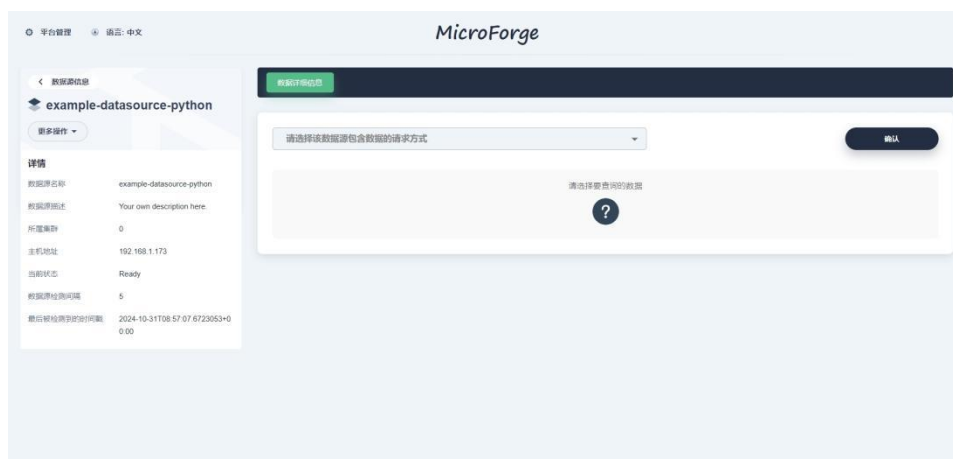 平台管理
语言: 中文
MicroForge
数据源信息
example-datasource-python
更多操作
详情
数据源名称 example-datasource-python
数据源描述 Your own description here.
所属集群 0
主机地址 192.168.1.173
当前状态 Ready
数据源检测间隔 5
最后被检测到的时间戳 2024-10-31T08:57:07.6723053+0
0:00
数据详细信息
请选择该数据源包含数据的请求方式
确认
请选择要查询的数据
?